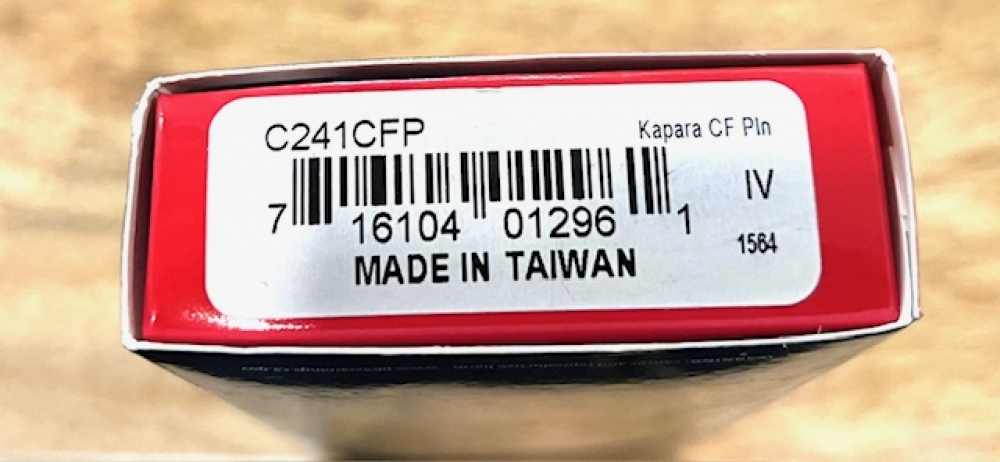 C241CFP Kapara CF Pln
7 16104 01296 1 IV
MADE IN TAIWAN 1564